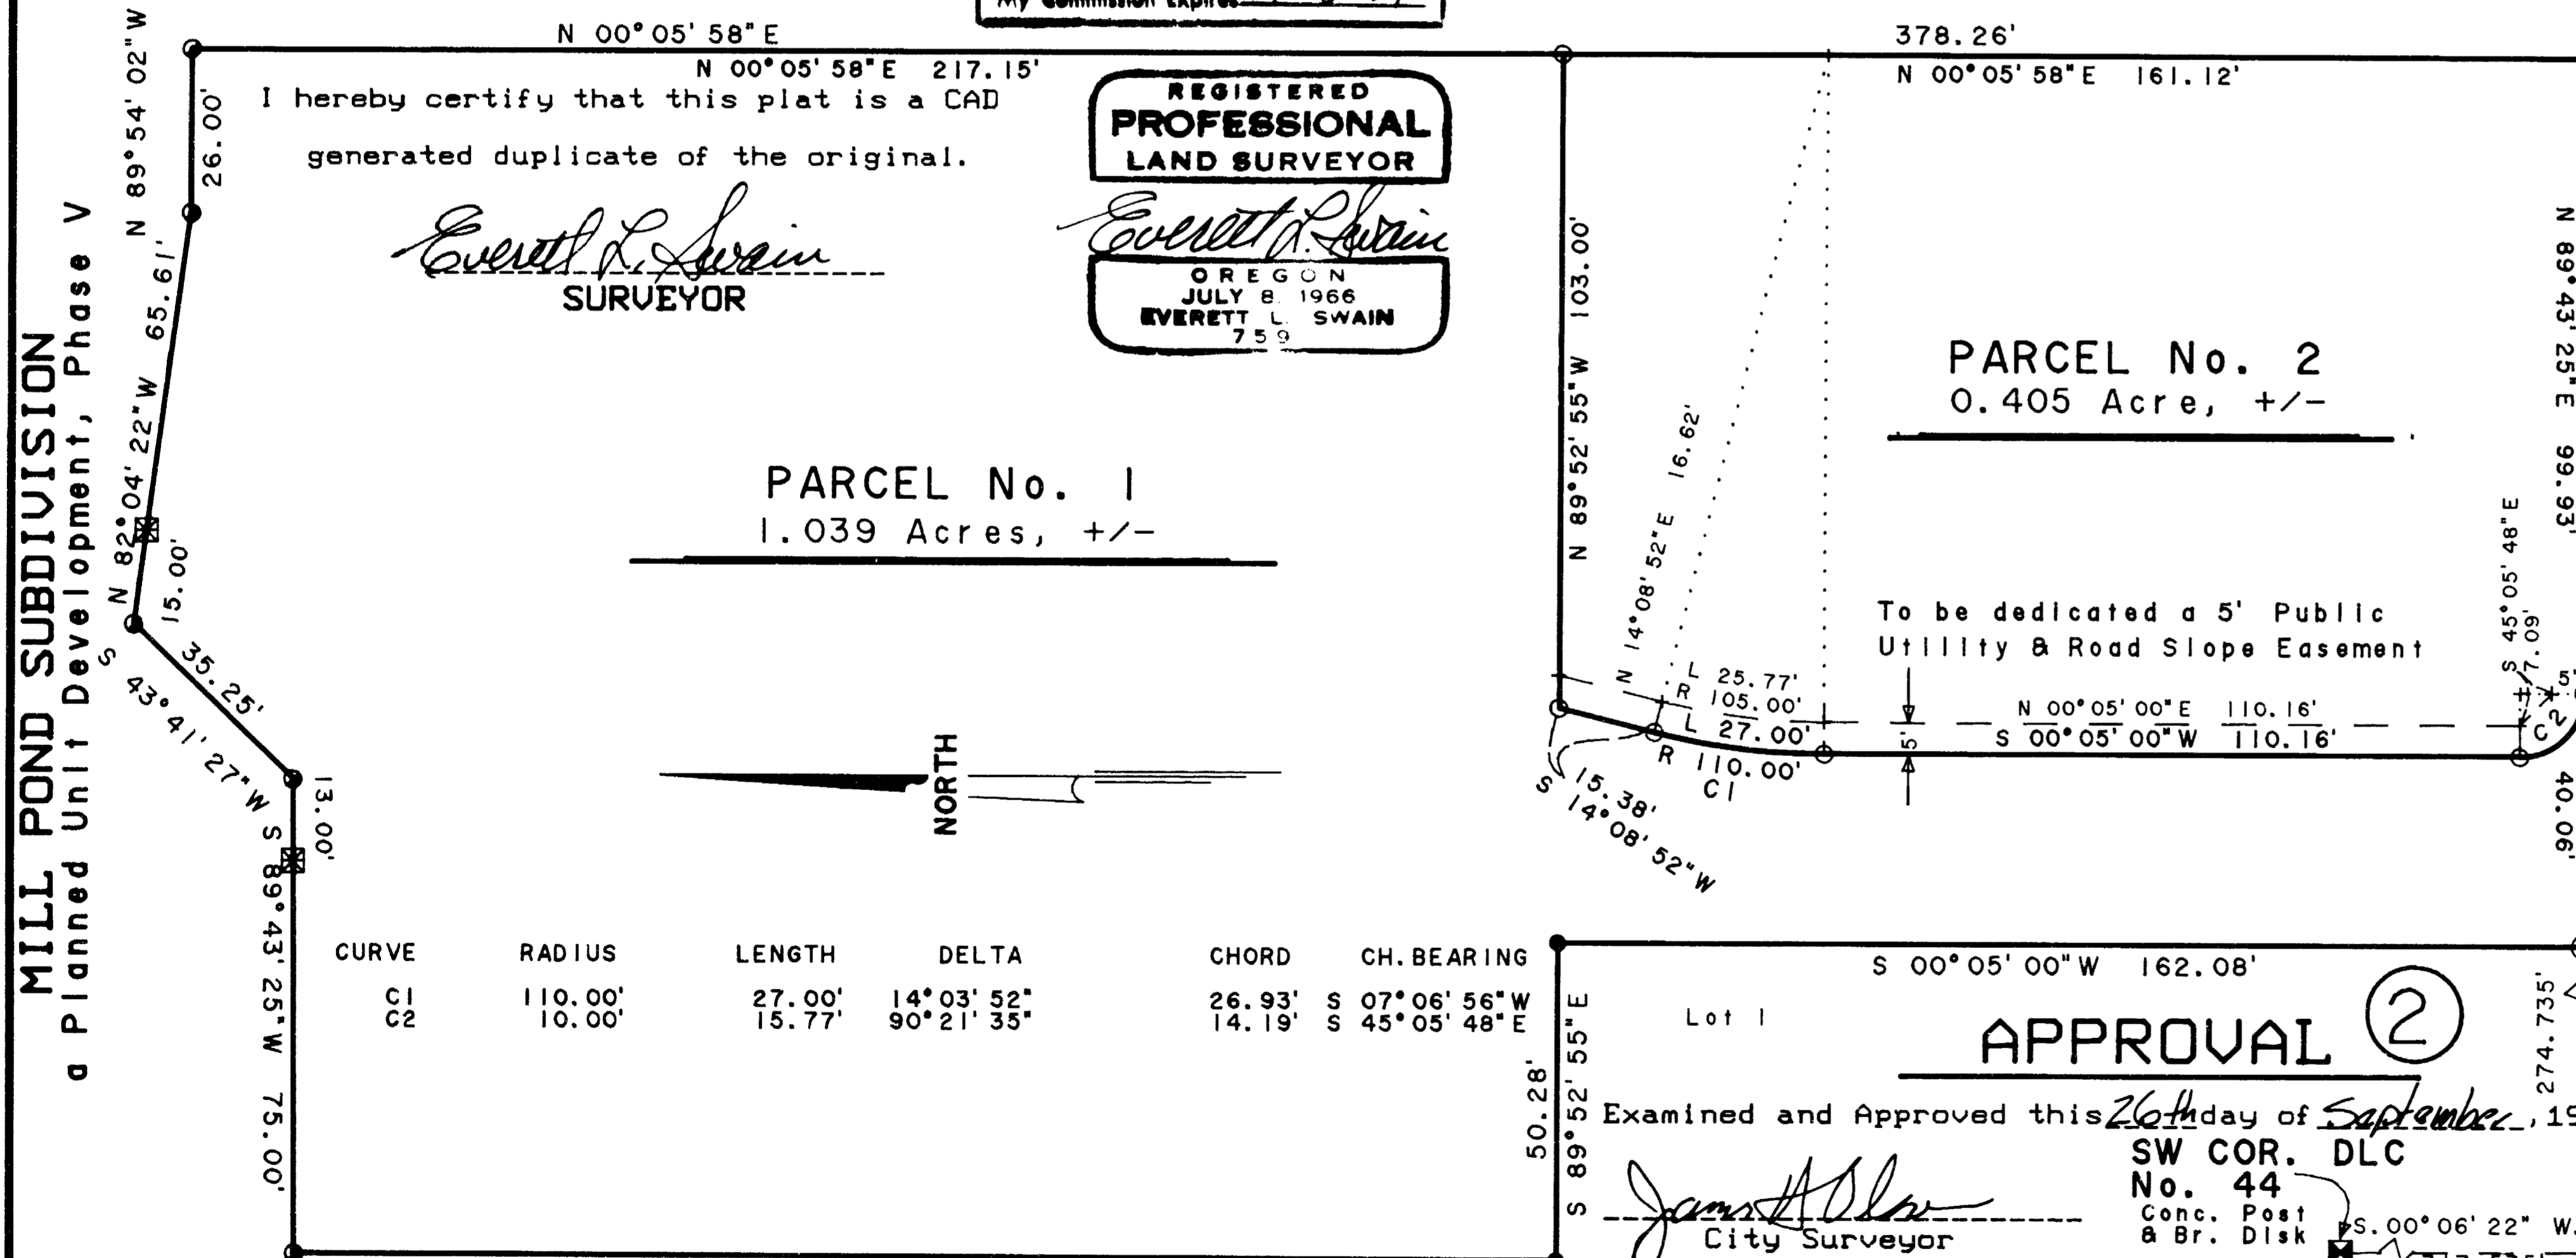 My Commission Expires
N 00°05'58"E
378.26'
N 00°05'58"E 217.15'
N 00°05'58"E 161.12'
N 89°54'02"W
26.00'
I hereby certify that this plat is a CAD
generated duplicate of the original.
Everett L. Swain
SURVEYOR
REGISTERED
PROFESSIONAL
LAND SURVEYOR
Everett L. Swain
OREGON
JULY 8 1966
EVERETT L. SWAIN
759
MILL POND SUBDIVISION
a Planned Unit Development, Phase V
N 82°04'22"W 65.61'
15.00'
35.25'
S 43°41'27"W
13.00'
S 89°43'25"W 75.00'
PARCEL No. 1
1.039 Acres, +/-
NORTH
N 89°52'55"W 103.00'
N 14°08'52"E 16.62'
PARCEL No. 2
0.405 Acre, +/-
N 89°43'25"E 99.93'
To be dedicated a 5' Public
Utility & Road Slope Easement
S 45°05'48"E
7.09'
5'
L 25.77'
R 105.00'
L 27.00'
R 110.00'
C1
15.38'
S 14°08'52"W
N 00°05'00"E 110.16'
S 00°05'00"W 110.16'
5'
C2
40.06'
CURVE RADIUS LENGTH DELTA CHORD CH.BEARING
C1 110.00' 27.00' 14°03'52" 26.93' S 07°06'56"W
C2 10.00' 15.77' 90°21'35" 14.19' S 45°05'48"E
S 00°05'00"W 162.08'
50.28'
S 89°52'55"E
Lot 1
2
274.735'
APPROVAL
Examined and Approved this 26th day of September, 19
SW COR. DLC
No. 44
Conc. Post
& Br. Disk
S.00°06'22" W.
City Surveyor